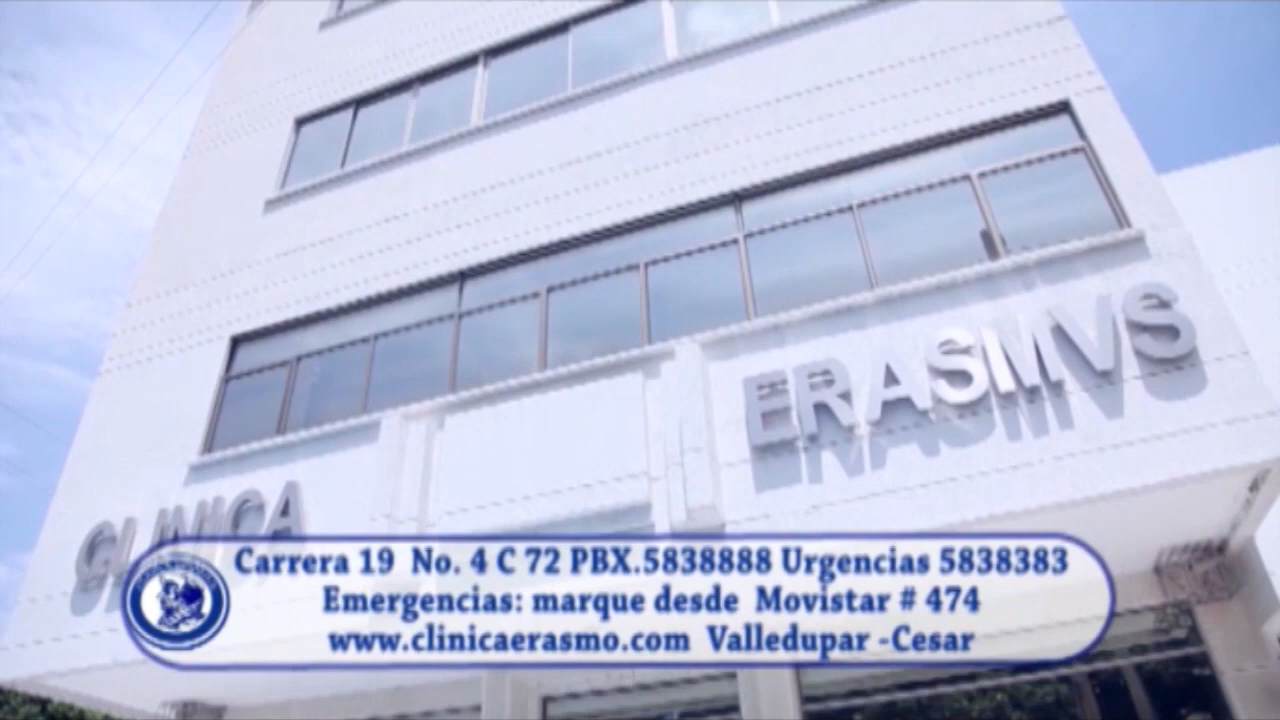 ERASMVS
CLINICA
Carrera 19 No. 4 C 72 PBX.5838888 Urgencias 5838383
Emergencias: marque desde Movistar # 474
www.clinicaerasmo.com Valledupar -Cesar